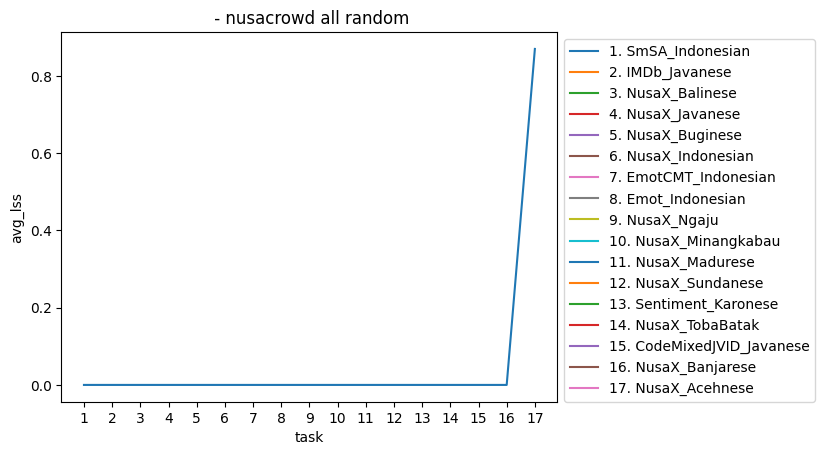 - nusacrowd all random
avg_lss
0.8
0.6
0.4
0.2
0.0
1 2 3 4 5 6 7 8 9 10 11 12 13 14 15 16 17
task
1. SmSA_Indonesian
2. IMDb_Javanese
3. NusaX_Balinese
4. NusaX_Javanese
5. NusaX_Buginese
6. NusaX_Indonesian
7. EmotCMT_Indonesian
8. Emot_Indonesian
9. NusaX_Ngaju
10. NusaX_Minangkabau
11. NusaX_Madurese
12. NusaX_Sundanese
13. Sentiment_Karonese
14. NusaX_TobaBatak
15. CodeMixedJVID_Javanese
16. NusaX_Banjarese
17. NusaX_Acehnese